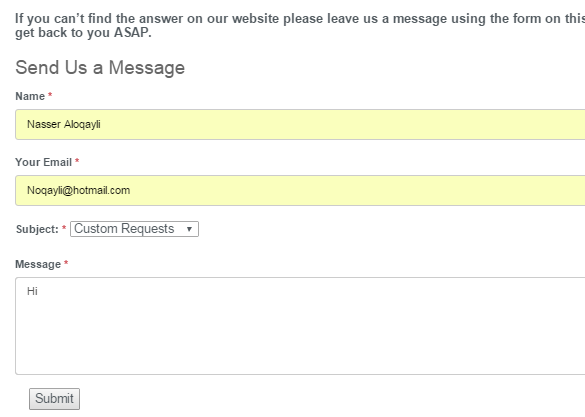 If you can't find the answer on our website please leave us a message using the form on this
get back to you ASAP.
Send Us a Message
Name *
Nasser Aloqayli
Your Email *
Noqayli@hotmail.com
Subject: * Custom Requests ▼
Message *
Hi
Submit